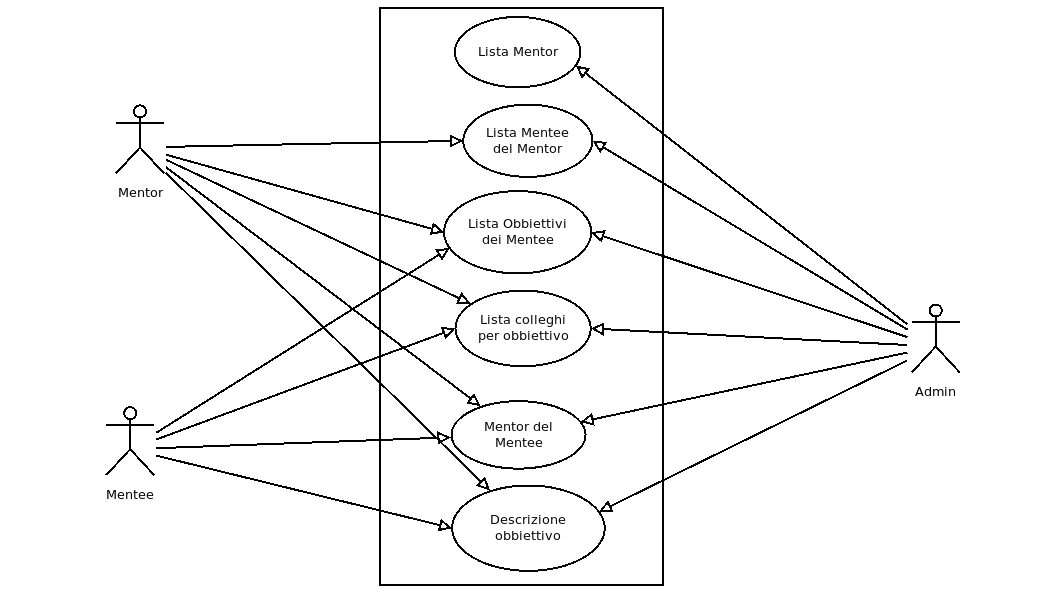 Lista Mentor
Lista Mentee
del Mentor
Mentor
Lista Obbiettivi
dei Mentee
Lista colleghi
per obbiettivo
Admin
Mentor del
Mentee
Mentee
Descrizione
obbiettivo